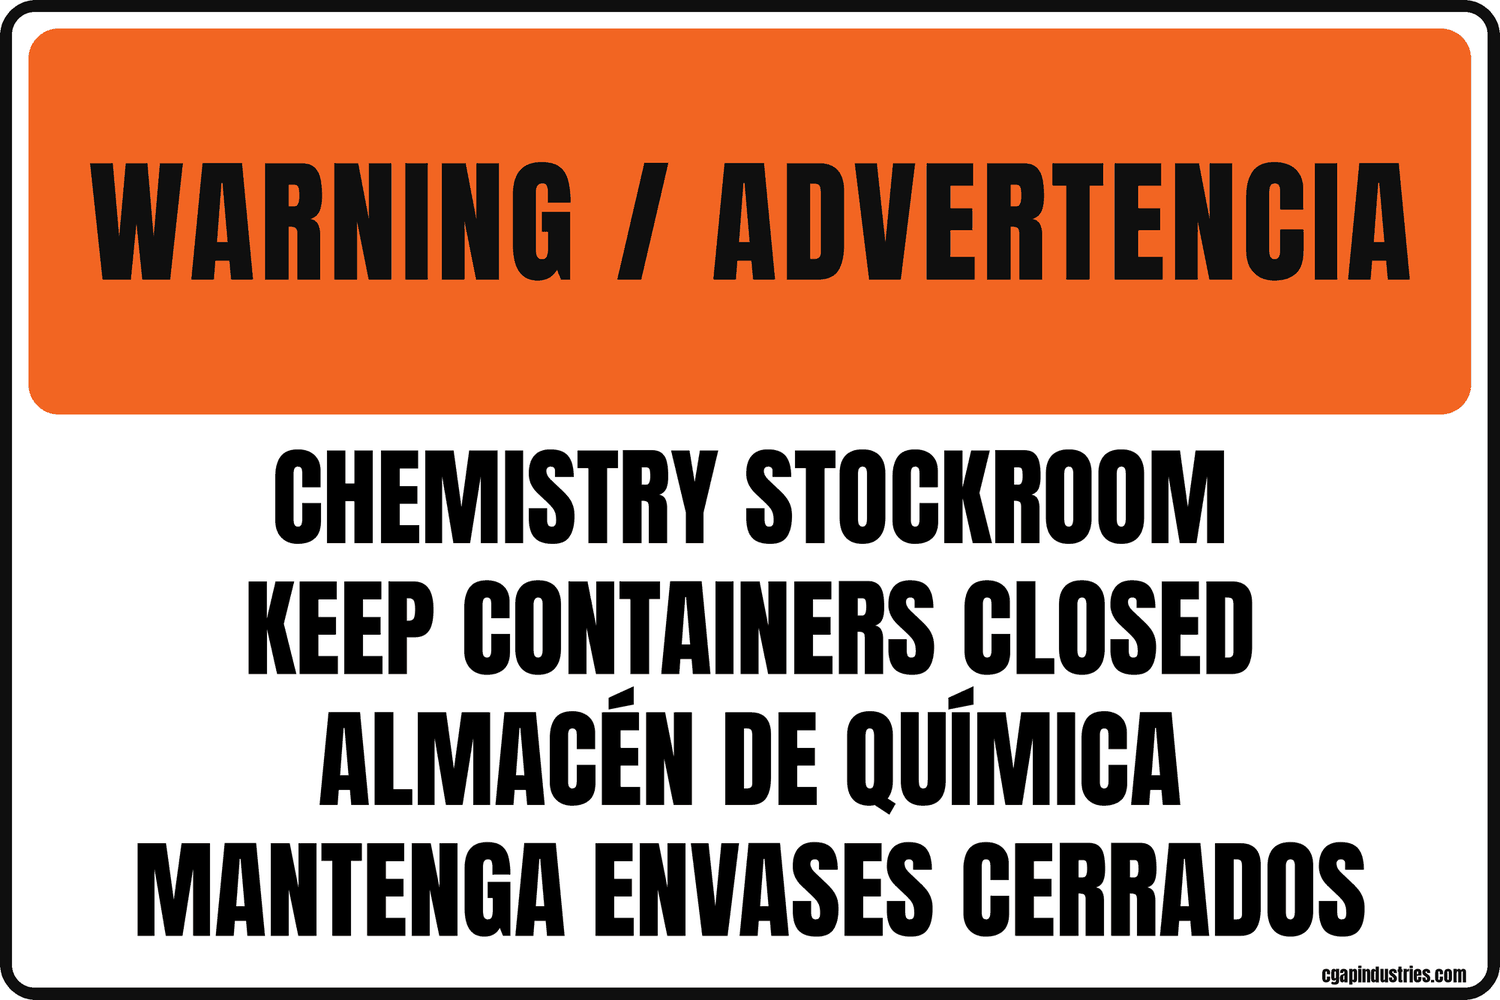 WARNING / ADVERTENCIA
CHEMISTRY STOCKROOM
KEEP CONTAINERS CLOSED
ALMACÉN DE QUÍMICA
MANTENGA ENVASES CERRADOS
cgapindustries.com